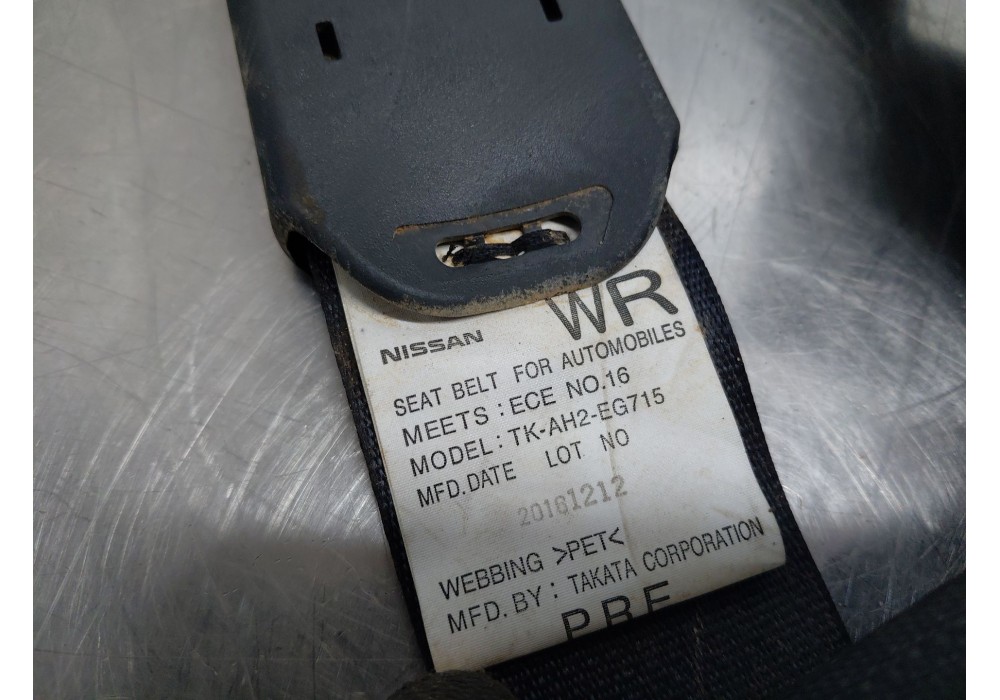 WR
NISSAN
SEAT BELT FOR AUTOMOBILES
MEETS : ECE NO.16
MODEL : TK-AH2-EG715
MFD. DATE LOT NO
20161212
WEBBING >PET<
MFD. BY : TAKATA CORPORATION